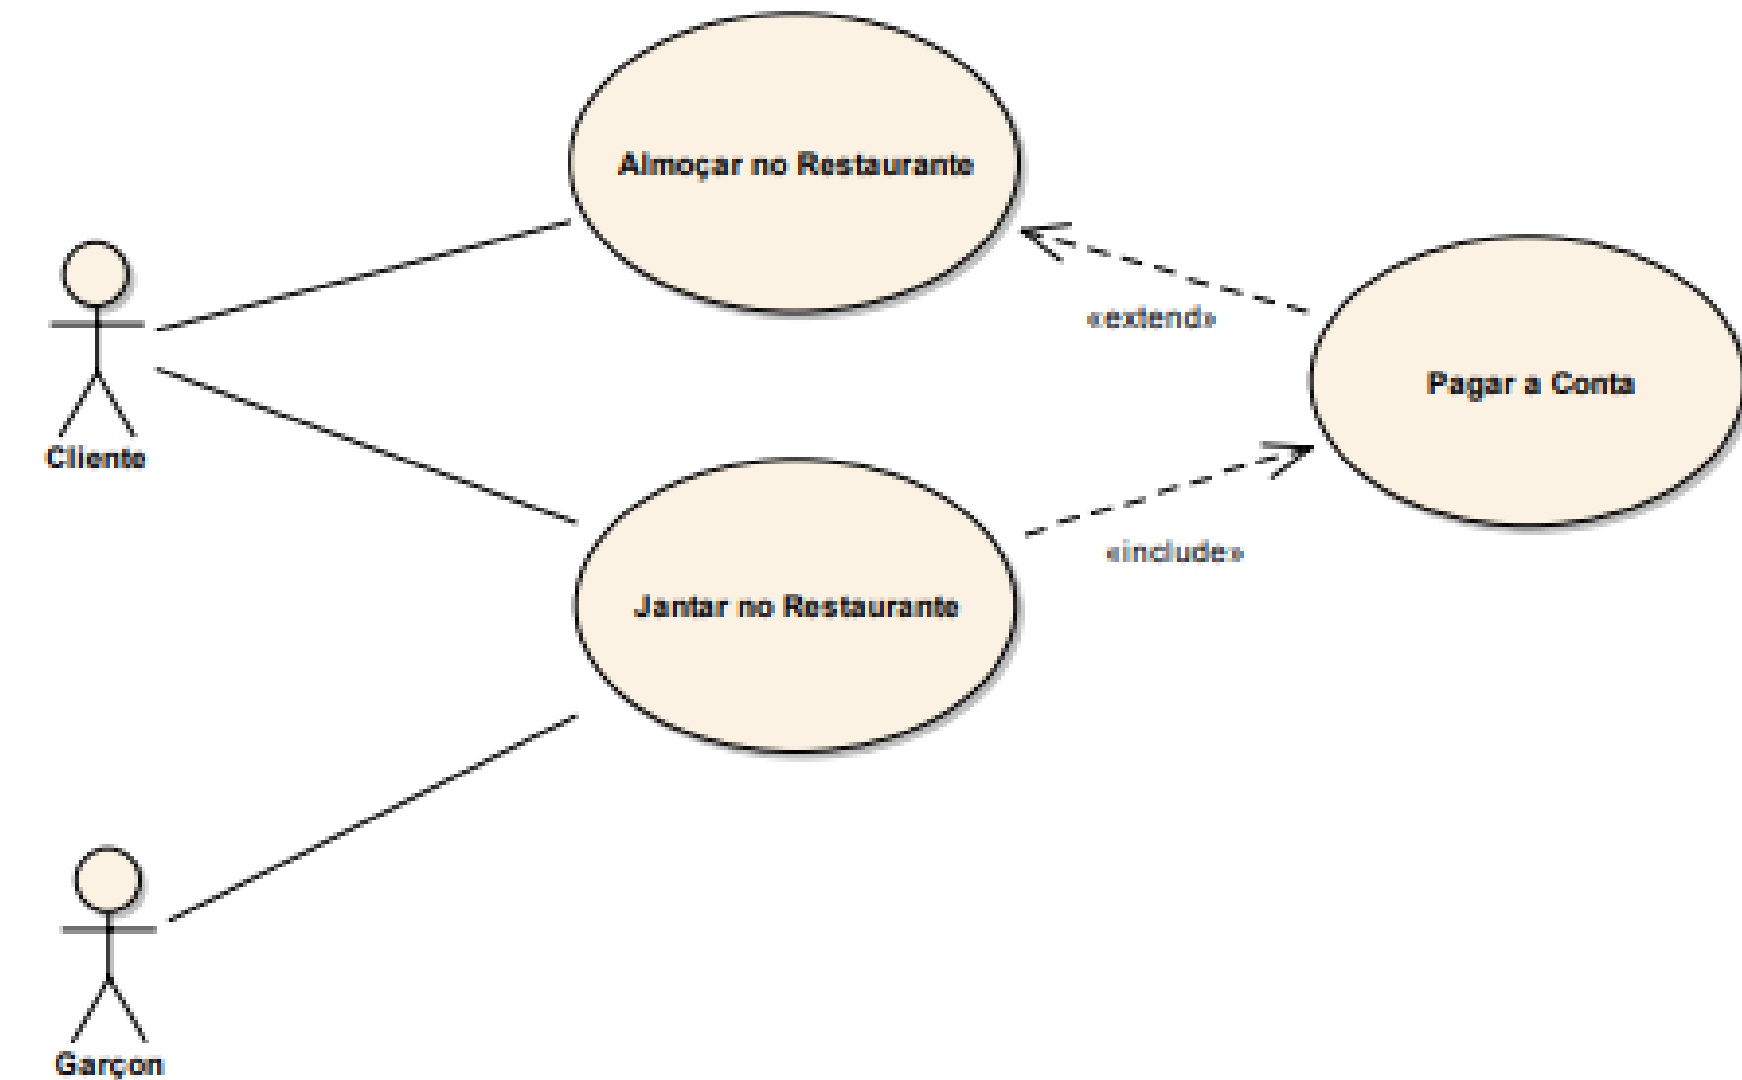 Almoçar no Restaurante
«extend»
Pagar a Conta
Cliente
«include»
Jantar no Restaurante
Garçon